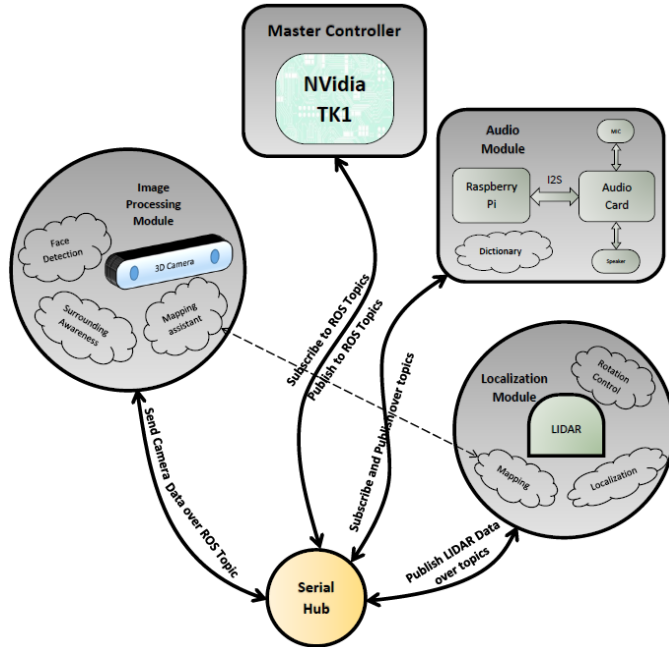 Master Controller
NVidia
TK1
Audio
Module
MIC
Raspberry
Pi
I2S
Audio
Card
Dictionary
Speaker
Image
Processing
Module
Face
Detection
3D Camera
Surrounding
Awareness
Mapping
assistant
Subscribe to ROS Topics
Publish to ROS Topics
Subscribe and Publish over topics
Send Camera Data over ROS Topic
Localization
Module
Rotation
Control
LIDAR
Mapping
Localization
Publish LIDAR Data
over topics
Serial
Hub